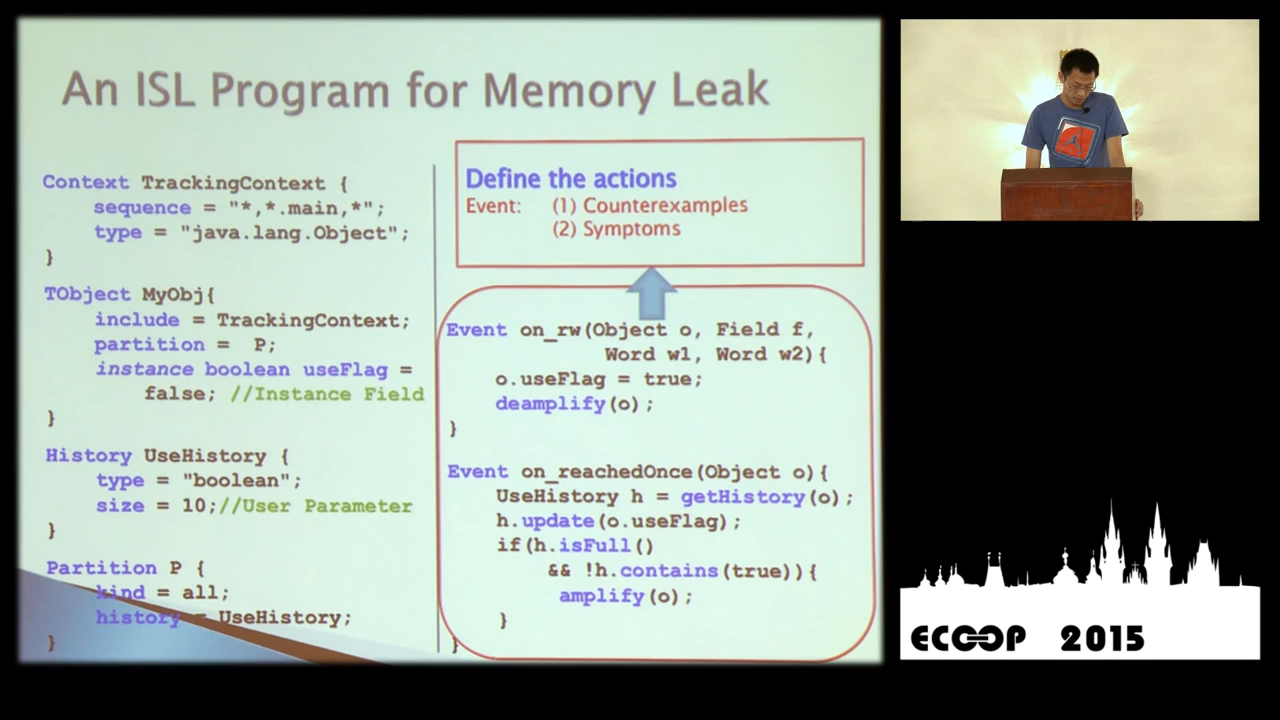 An ISL Program for Memory Leak
Context TrackingContext {
sequence = "*,*.main,*";
type = "java.lang.Object";
}
TObject MyObj{
include = TrackingContext;
partition = P;
instance boolean useFlag =
false; //Instance Field
}
History UseHistory {
type = "boolean";
size = 10;//User Parameter
}
Partition P {
kind = all;
history = UseHistory;
}
Define the actions
Event: (1) Counterexamples
(2) Symptoms
Event on_rw(Object o, Field f,
Word w1, Word w2){
o.useFlag = true;
deamplify(o);
}
Event on_reachedOnce(Object o){
UseHistory h = getHistory(o);
h.update(o.useFlag);
if(h.isFull()
&& !h.contains(true)){
amplify(o);
}
}
ECOOP 2015